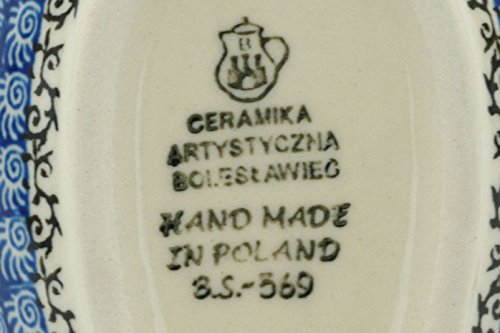 B
CERAMIKA
ARTYSTYCZNA
BOLESŁAWIEC
HAND MADE
IN POLAND
B.S.-569